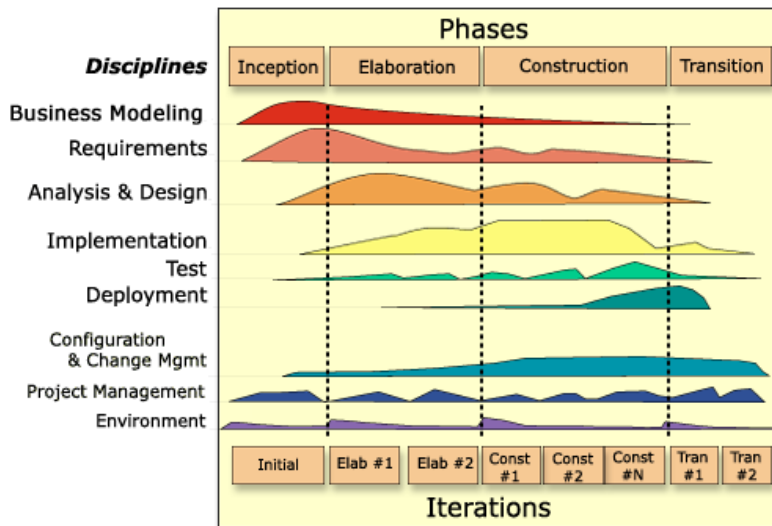 Phases
Disciplines
Inception
Elaboration
Construction
Transition
Business Modeling
Requirements
Analysis & Design
Implementation
Test
Deployment
Configuration
& Change Mgmt
Project Management
Environment
Initial
Elab #1
Elab #2
Const
#1
Const
#2
Const
#N
Tran
#1
Tran
#2
Iterations